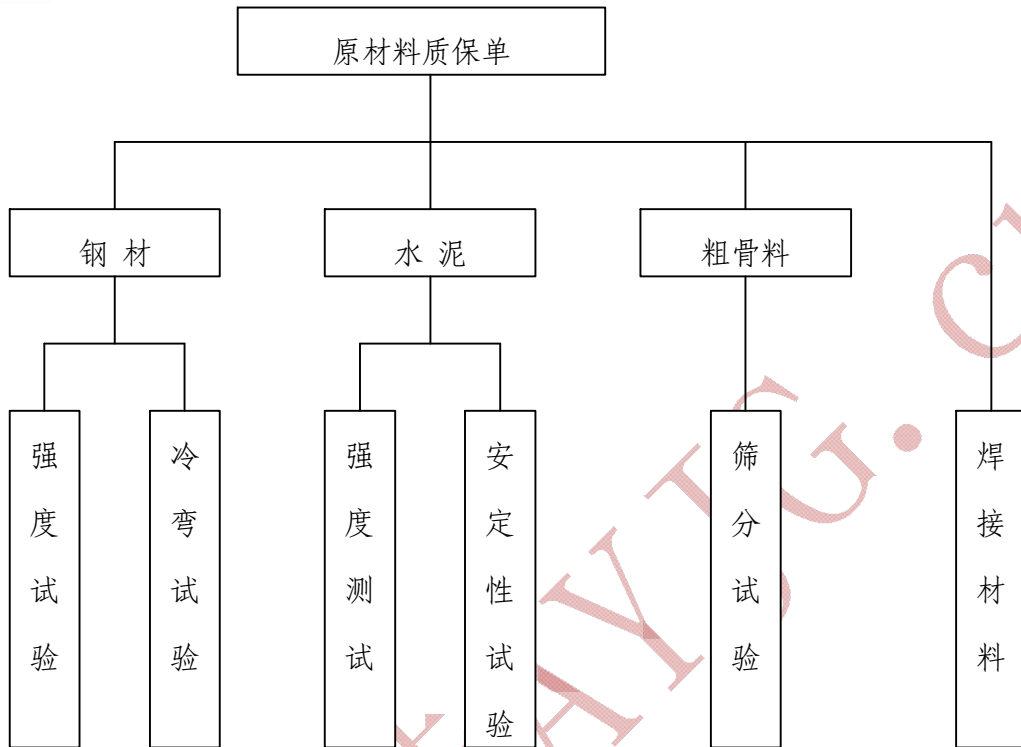 原材料质保单
钢 材
水 泥
粗骨料
强度试验
冷弯试验
强度测试
安定性试验
筛分试验
焊接材料